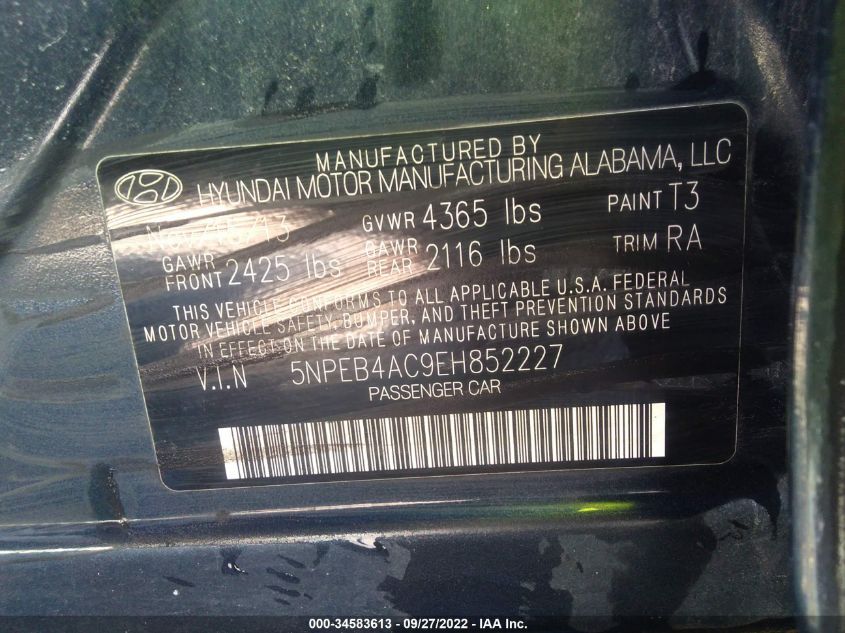 MANUFACTURED BY
HYUNDAI MOTOR MANUFACTURING ALABAMA, LLC
GVWR 4365 lbs PAINT T3
GAWR FRONT 2425 lbs GAWR REAR 2116 lbs TRIM RA
THIS VEHICLE CONFORMS TO ALL APPLICABLE U.S.A. FEDERAL
MOTOR VEHICLE SAFETY, BUMPER, AND THEFT PREVENTION STANDARDS
IN EFFECT ON THE DATE OF MANUFACTURE SHOWN ABOVE
V.I.N 5NPEB4AC9EH852227
PASSENGER CAR
000-34583613 - 09/27/2022 - IAA Inc.